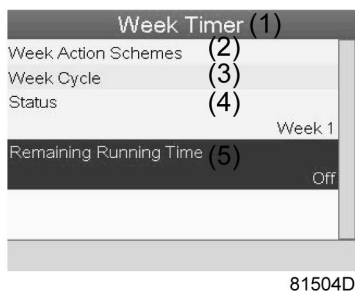 Week Timer (1)
Week Action Schemes (2)
Week Cycle (3)
Status (4)
Week 1
Remaining Running Time (5)
Off
81504D